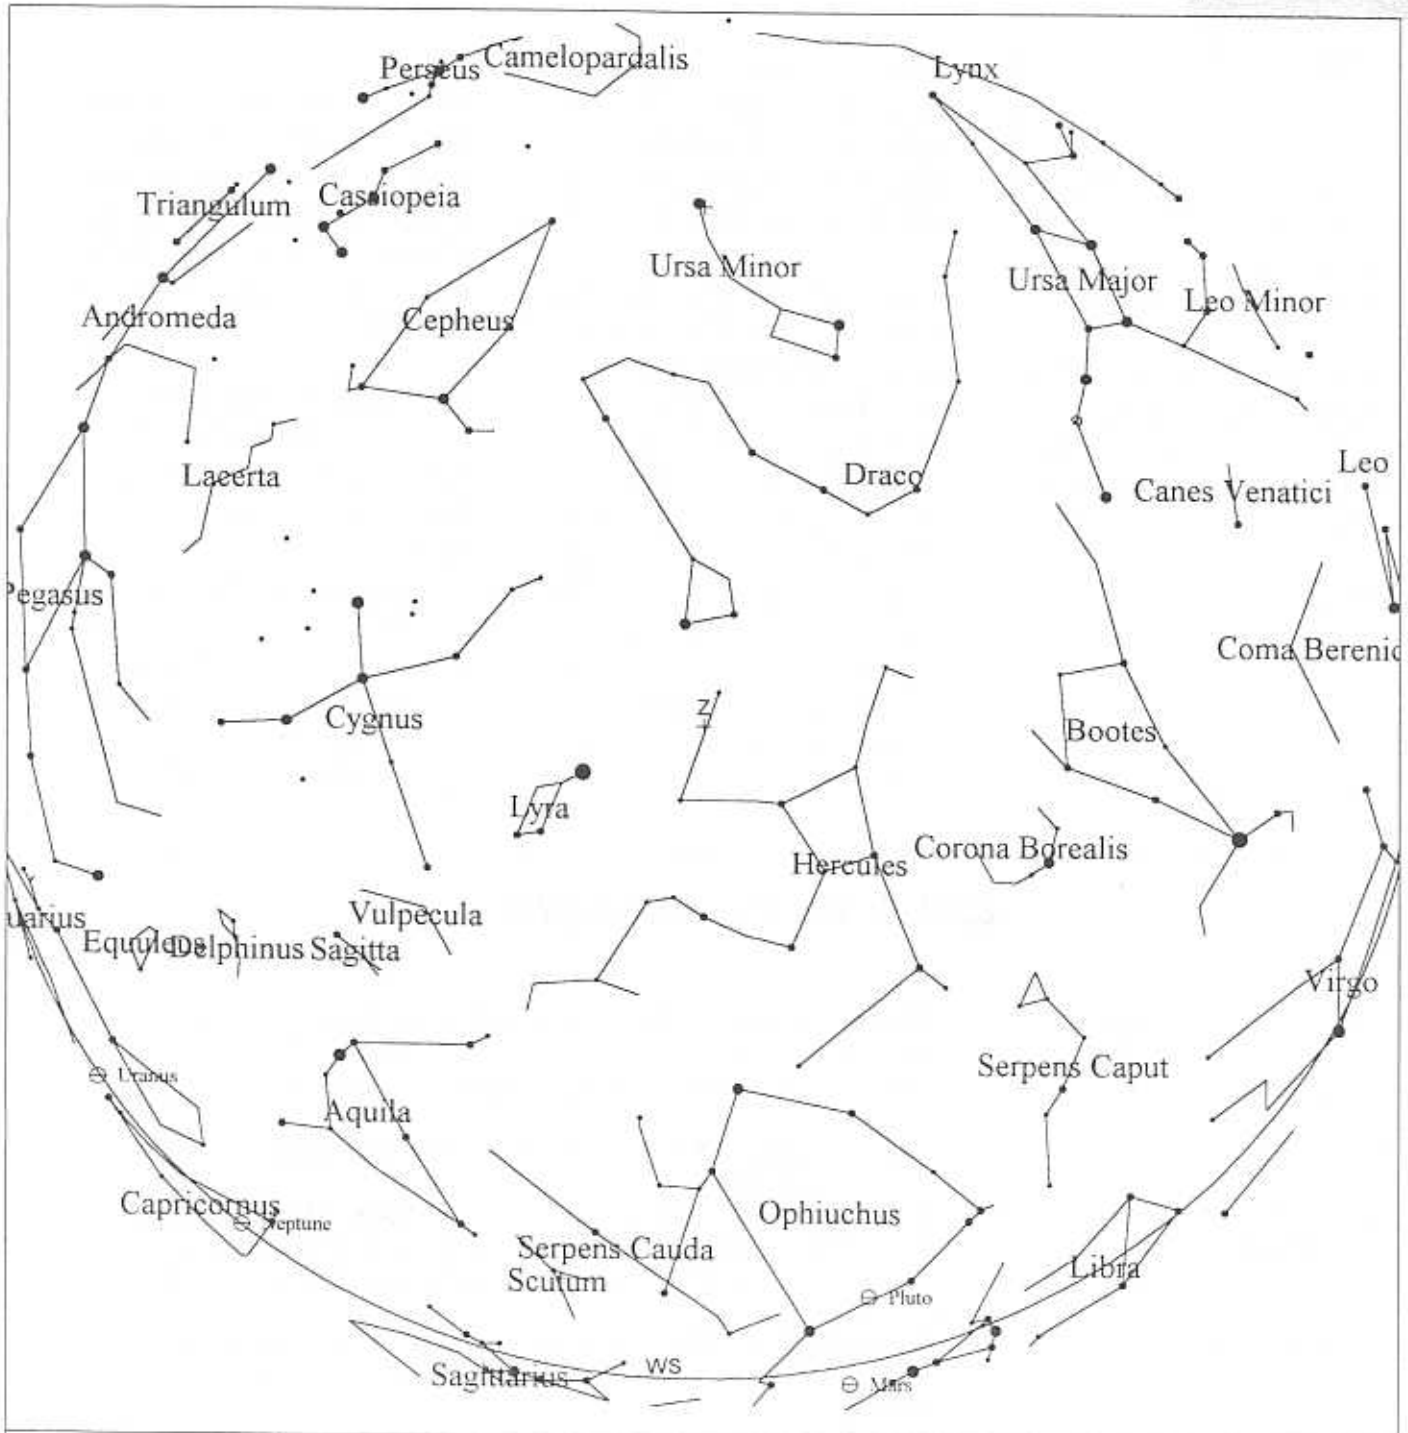 Perseus
Camelopardalis
Lynx
Triangulum
Cassiopeia
Ursa Minor
Ursa Major
Leo Minor
Andromeda
Cepheus
Lacerta
Draco
Leo
Canes Venatici
Pegasus
Coma Berenic
Z
Cygnus
Bootes
Lyra
Hercules
Corona Borealis
uarius
Equuleus
Delphinus
Sagitta
Vulpecula
Virgo
Uranus
Serpens Caput
Aquila
Capricornus
Neptune
Ophiuchus
Serpens Cauda
Scutum
Libra
Pluto
Sagittarius
WS
Mars